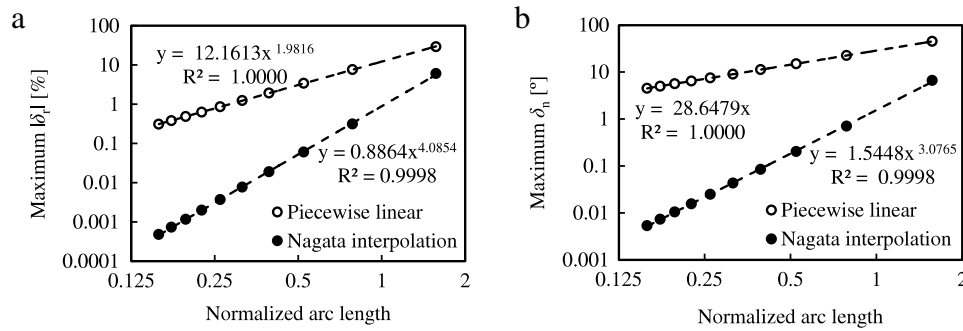 a
Maximum |δr| [%]
100
10
1
0.1
0.01
0.001
0.0001
y = 12.1613x^1.9816
R² = 1.0000
y = 0.8864x^4.0854
R² = 0.9998
Piecewise linear
Nagata interpolation
0.125 0.25 0.5 1 2
Normalized arc length
b
Maximum δn [°]
100
10
1
0.1
0.01
0.001
y = 28.6479x
R² = 1.0000
y = 1.5448x^3.0765
R² = 0.9998
Piecewise linear
Nagata interpolation
0.125 0.25 0.5 1 2
Normalized arc length